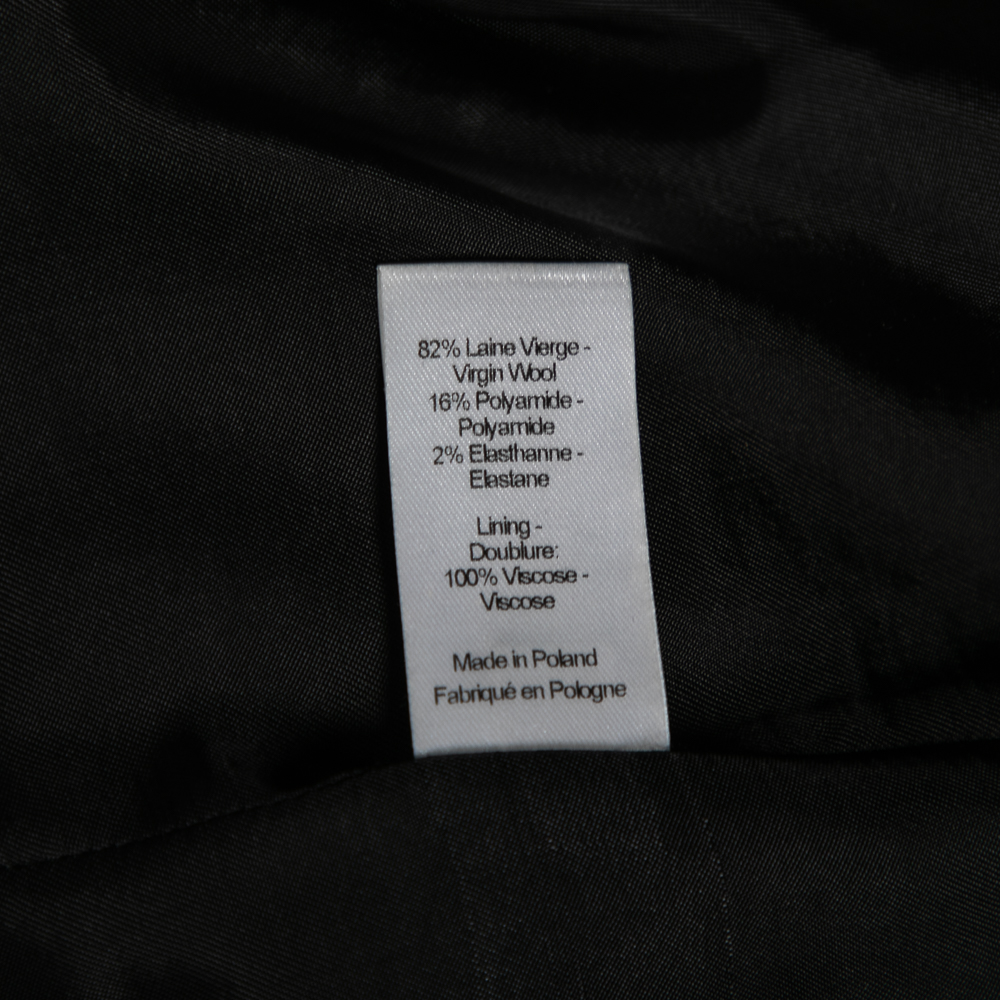 82% Laine Vierge -
Virgin Wool
16% Polyamide -
Polyamide
2% Elasthanne -
Elastane
Lining -
Doublure:
100% Viscose -
Viscose
Made in Poland
Fabriqué en Pologne